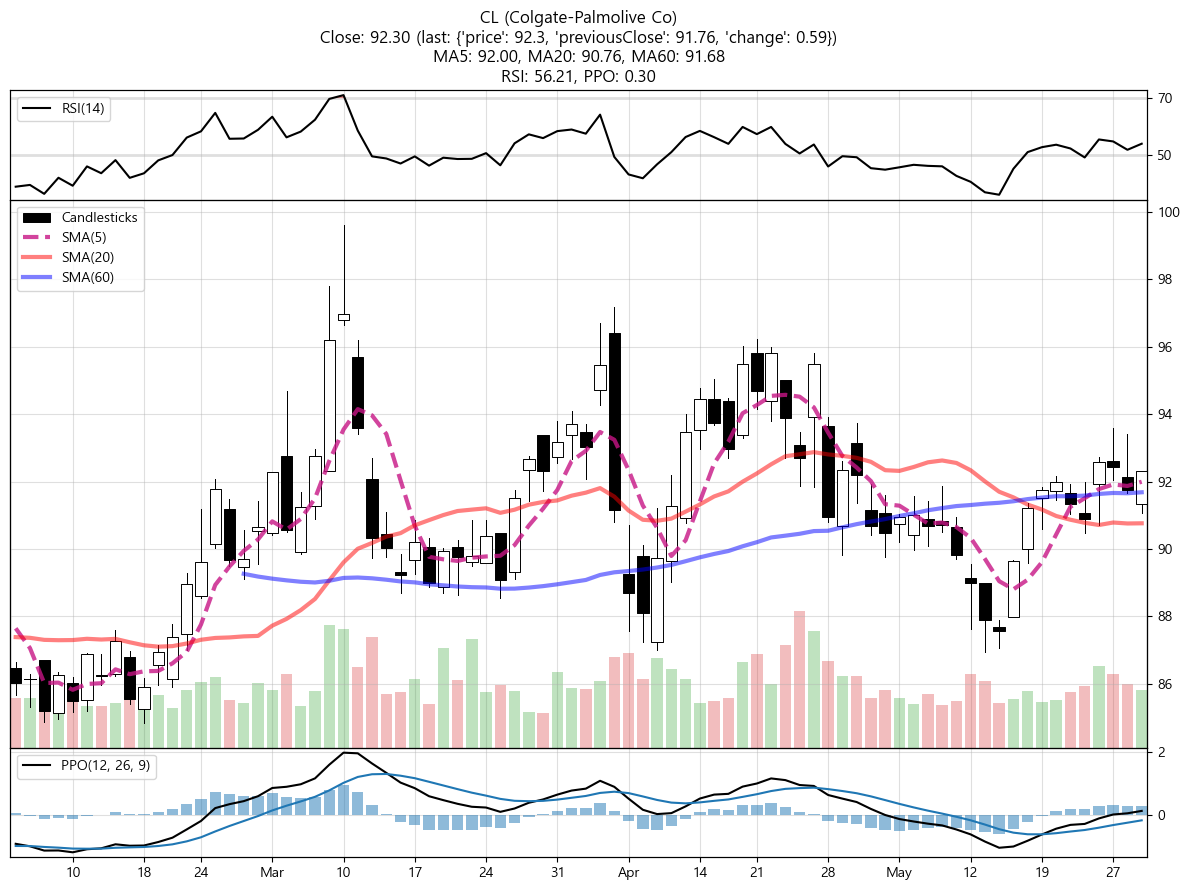 CL (Colgate-Palmolive Co)
Close: 92.30 (last: {'price': 92.3, 'previousClose': 91.76, 'change': 0.59})
MA5: 92.00, MA20: 90.76, MA60: 91.68
RSI: 56.21, PPO: 0.30
RSI(14)
70
50
Candlesticks
SMA(5)
SMA(20)
SMA(60)
100
98
96
94
92
90
88
86
PPO(12, 26, 9)
2
0
10 18 24 Mar 10 17 24 31 Apr 14 21 28 May 12 19 27